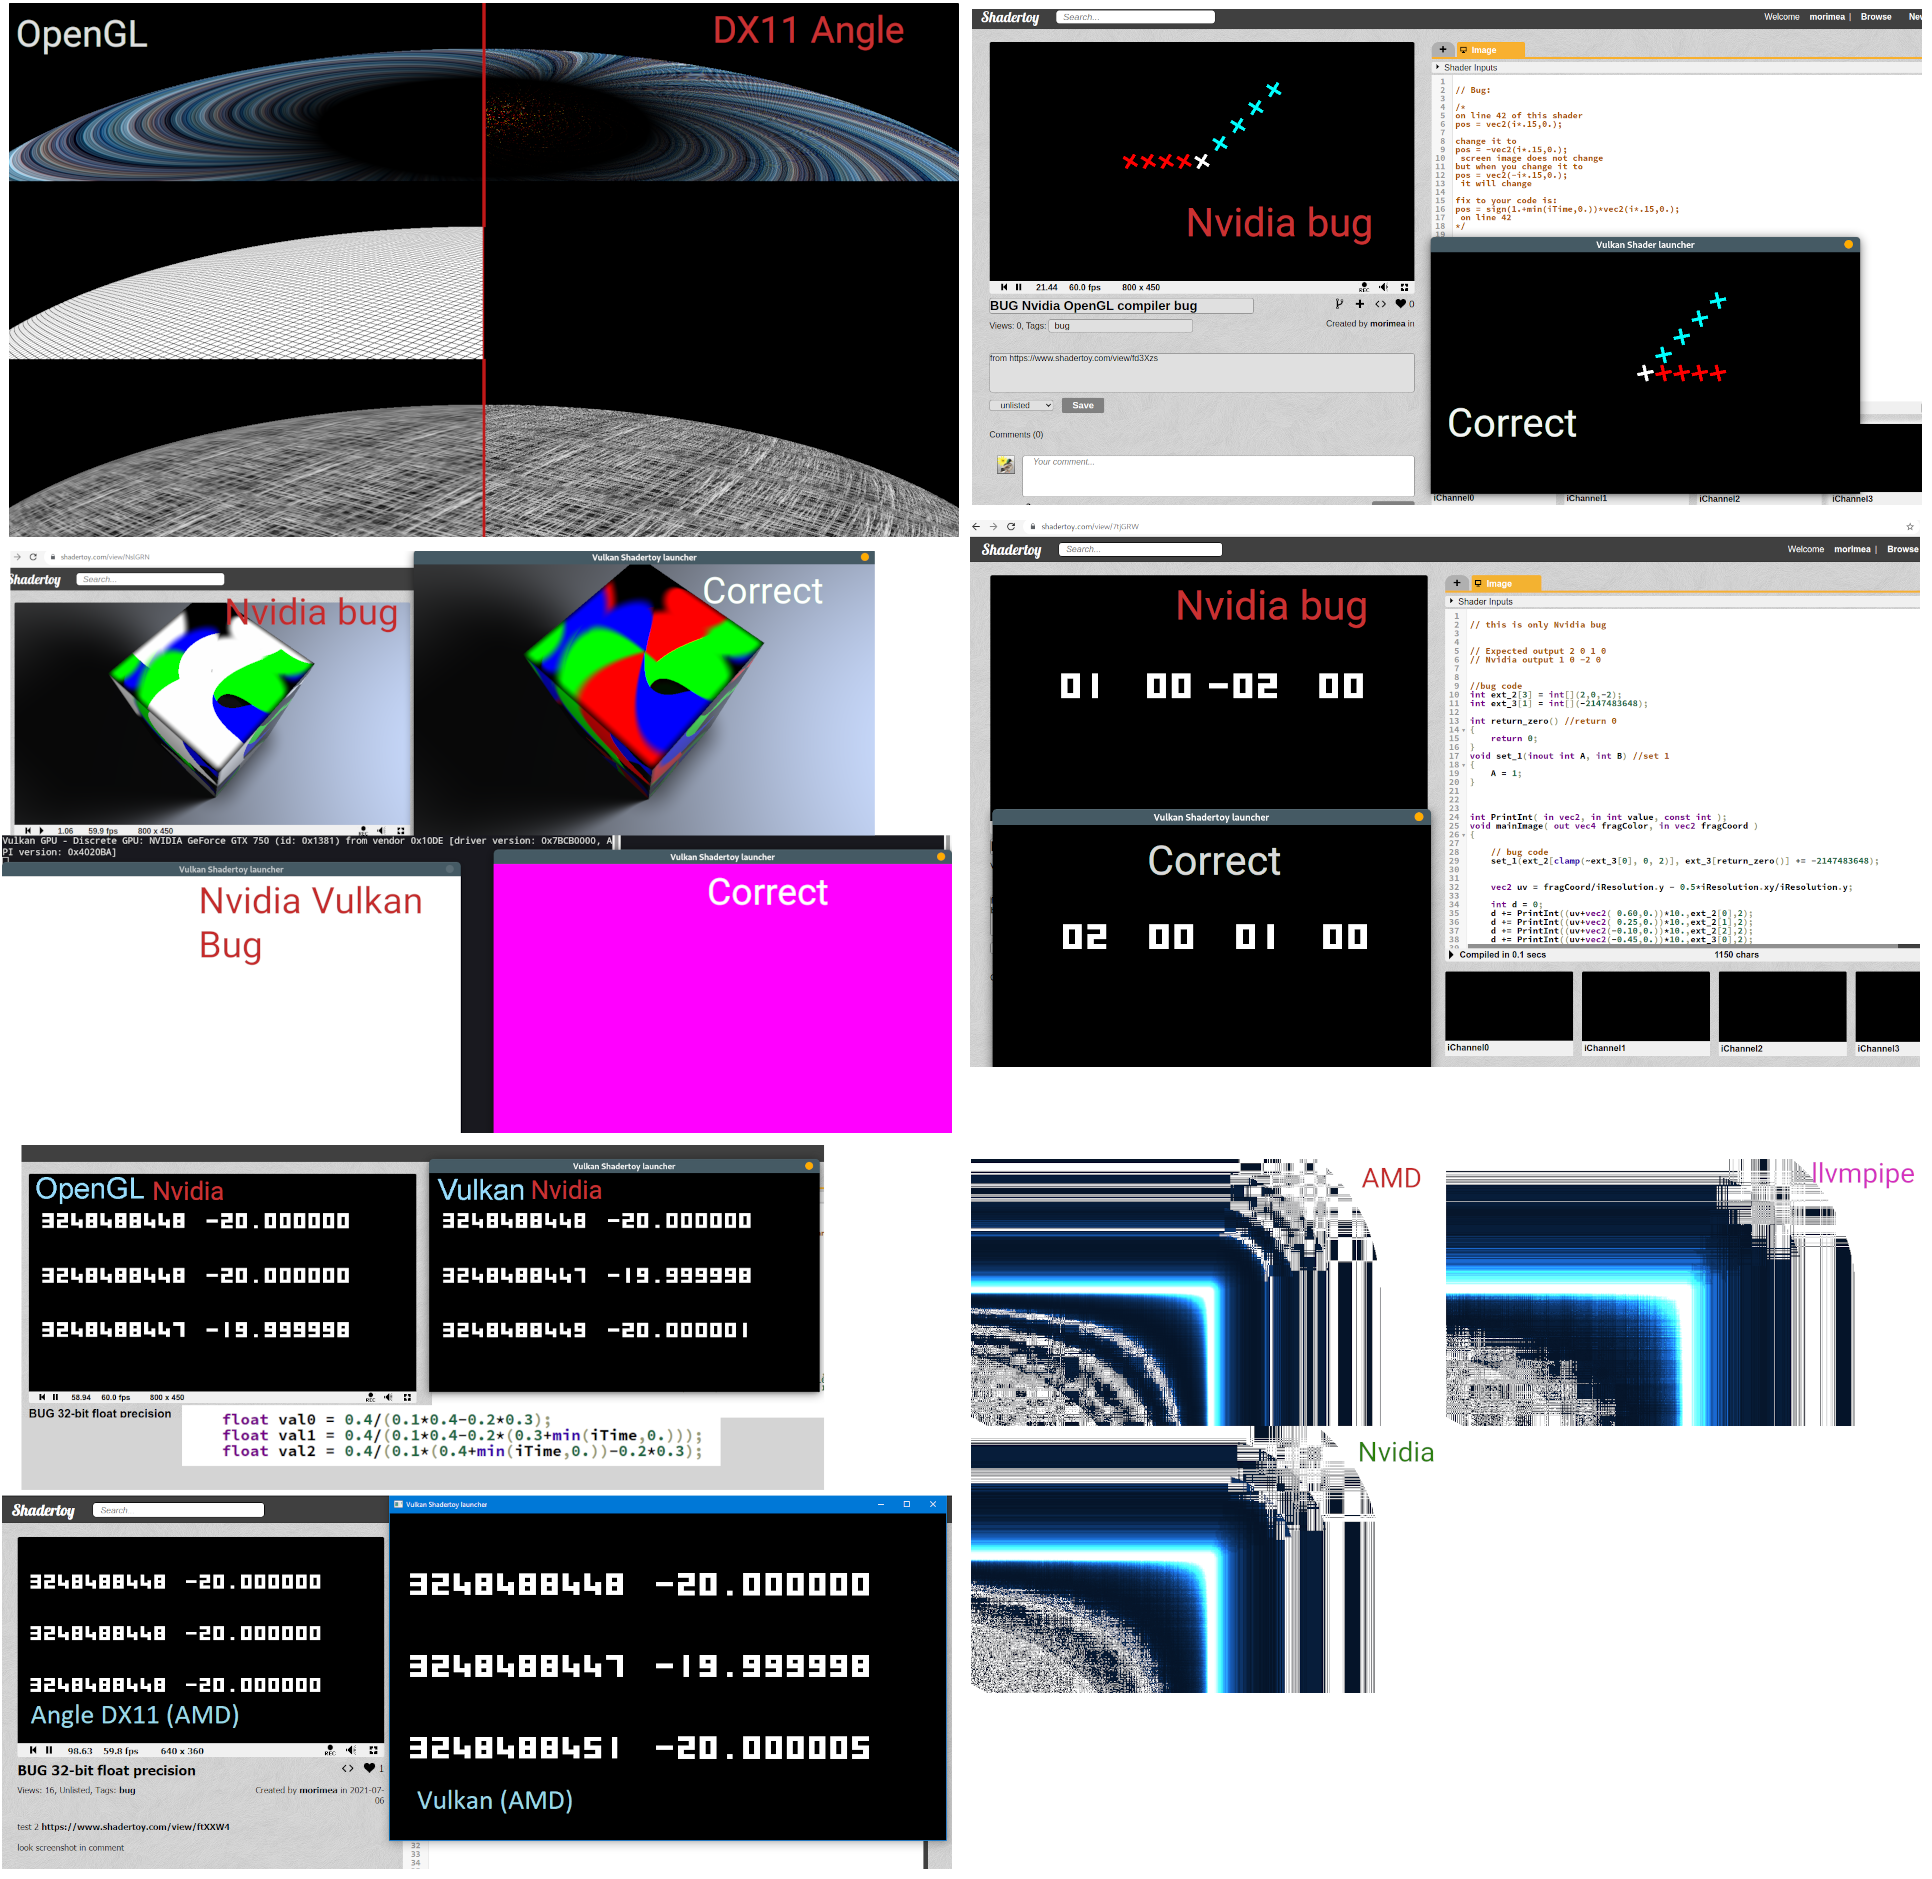 OpenGL
DX11 Angle
Shadertoy
Search...
Welcome morimea | Browse
Nvidia bug
21.44 60.0 fps 800 x 450
REC
BUG Nvidia OpenGL compiler bug
0
Views: 0, Tags: bug
Created by morimea in
from https://www.shadertoy.com/view/fd3Xzs
unlisted
Save
Comments (0)
Your comment...
+ Image
Shader Inputs
1
2 // Bug:
3
4 /*
5 on line 42 of this shader
6 pos = vec2(i*.15,0.);
7
8 change it to
9 pos = -vec2(i*.15,0.);
10 screen image does not change
11 but when you change it to
12 pos = vec2(-i*.15,0.);
13 it will change
14
15 fix to your code is:
16 pos = sign(1.+min(iTime,0.))*vec2(i*.15,0.);
17 on line 42
18 */
19
Vulkan Shader launcher
Correct
iChannel0
iChannel1
iChannel2
iChannel3
shadertoy.com/view/NslGRN
Shadertoy
Search...
Nvidia bug
1.06 59.9 fps 800 x 450
REC
Vulkan Shadertoy launcher
Correct
shadertoy.com/view/7tjGRW
Shadertoy
Search...
Welcome morimea | Browse
Nvidia bug
01 00 -02 00
Vulkan Shadertoy launcher
Correct
02 00 01 00
+ Image
Shader Inputs
1
2 // this is only Nvidia bug
3
4
5 // Expected output 2 0 1 0
6 // Nvidia output 1 0 -2 0
7
8
9 //bug code
10 int ext_2[3] = int[](2,0,-2);
11 int ext_3[1] = int[](-2147483648);
12
13 int return_zero() //return 0
14 {
15 return 0;
16 }
17 void set_1(inout int A, int B) //set 1
18 {
19 A = 1;
20 }
21
22
23
24 int PrintInt( in vec2, in int value, const int );
25 void mainImage( out vec4 fragColor, in vec2 fragCoord )
26 {
27
28 // bug code
29 set_1(ext_2[clamp(~ext_3[0], 0, 2)], ext_3[return_zero()] += -2147483648);
30
31
32 vec2 uv = fragCoord/iResolution.y - 0.5*iResolution.xy/iResolution.y;
33
34 int d = 0;
35 d += PrintInt((uv+vec2( 0.60,0.))*10.,ext_2[0],2);
36 d += PrintInt((uv+vec2( 0.25,0.))*10.,ext_2[1],2);
37 d += PrintInt((uv+vec2(-0.10,0.))*10.,ext_2[2],2);
38 d += PrintInt((uv+vec2(-0.45,0.))*10.,ext_3[0],2);
Compiled in 0.1 secs
1150 chars
iChannel0
iChannel1
iChannel2
iChannel3
Vulkan GPU - Discrete GPU: NVIDIA GeForce GTX 750 (id: 0x1381) from vendor 0x10DE [driver version: 0x7BCB0000, A
PI version: 0x4020BA]
Vulkan Shadertoy launcher
Nvidia Vulkan
Bug
Vulkan Shadertoy launcher
Correct
OpenGL Nvidia
3248488448 -20.000000
3248488448 -20.000000
3248488447 -19.999998
58.94 60.0 fps 800 x 450
REC
BUG 32-bit float precision
Vulkan Shadertoy launcher
Vulkan Nvidia
3248488448 -20.000000
3248488447 -19.999998
3248488449 -20.000001
float val0 = 0.4/(0.1*0.4-0.2*0.3);
float val1 = 0.4/(0.1*0.4-0.2*(0.3+min(iTime,0.)));
float val2 = 0.4/(0.1*(0.4+min(iTime,0.))-0.2*0.3);
AMD
llvmpipe
Nvidia
Shadertoy
Search
3248488448 -20.000000
3248488448 -20.000000
3248488448 -20.000000
Angle DX11 (AMD)
98.63 59.8 fps 640 x 360
REC
BUG 32-bit float precision
1
Views: 16, Unlisted, Tags: bug
Created by morimea in 2021-07-
06
test 2 https://www.shadertoy.com/view/ftXXW4
look screenshot in comment
Vulkan Shadertoy launcher
3248488448 -20.000000
3248488447 -19.999998
3248488451 -20.000005
Vulkan (AMD)
32
33
34